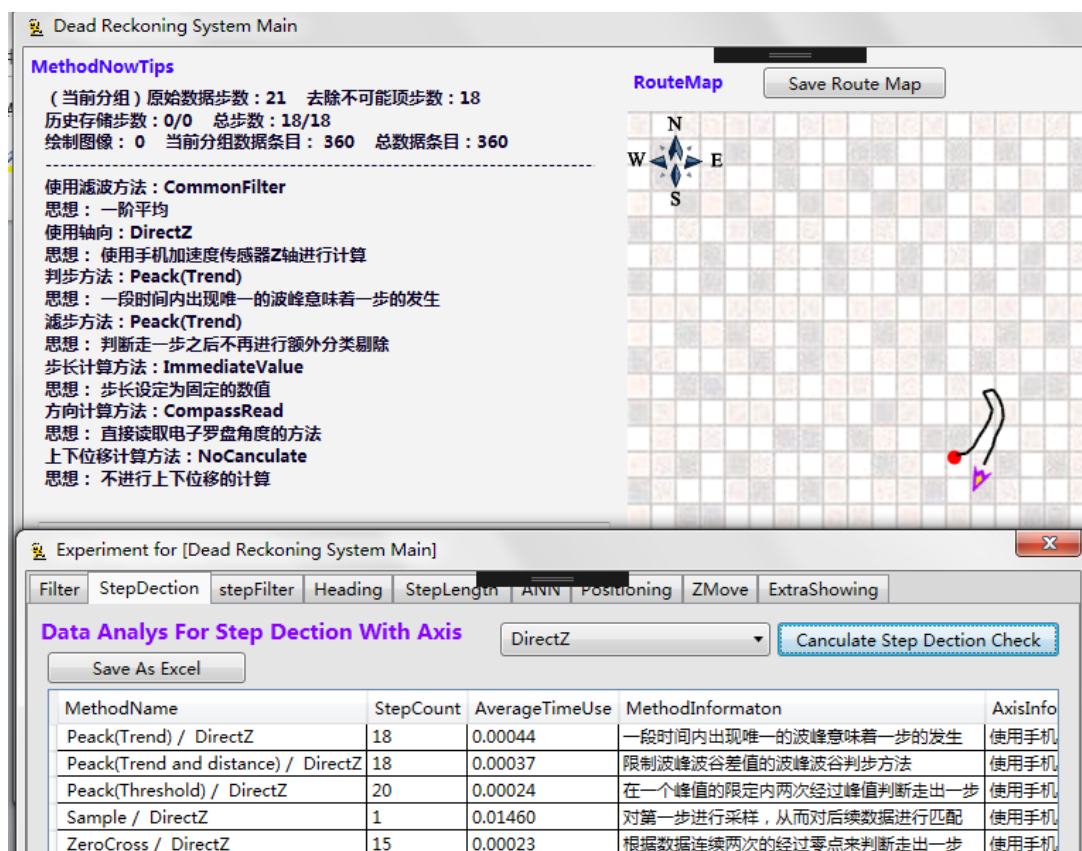 Dead Reckoning System Main
MethodNowTips
（当前分组）原始数据步数：21 去除不可能项步数：18
历史存储步数：0/0 总步数：18/18
绘制图像： 0 当前分组数据条目： 360 总数据条目：360
使用滤波方法：CommonFilter
思想： 一阶平均
使用轴向：DirectZ
思想： 使用手机加速度传感器Z轴进行计算
判步方法：Peack(Trend)
思想： 一段时间内出现唯一的波峰意味着一步的发生
滤步方法：Peack(Trend)
思想： 判断走一步之后不再进行额外分类剔除
步长计算方法：ImmediateValue
思想： 步长设定为固定的数值
方向计算方法：CompassRead
思想： 直接读取电子罗盘角度的方法
上下位移计算方法：NoCanculate
思想： 不进行上下位移的计算
RouteMap Save Route Map
N
W E
S
Experiment for [Dead Reckoning System Main]
Filter StepDection stepFilter Heading StepLength ANN Positioning ZMove ExtraShowing
Data Analys For Step Dection With Axis DirectZ Canculate Step Dection Check
Save As Excel
MethodName StepCount AverageTimeUse MethodInformaton AxisInfo
Peack(Trend) / DirectZ 18 0.00044 一段时间内出现唯一的波峰意味着一步的发生 使用手机
Peack(Trend and distance) / DirectZ 18 0.00037 限制波峰波谷差值的波峰波谷判步方法 使用手机
Peack(Threshold) / DirectZ 20 0.00024 在一个峰值的限定内两次经过峰值判断走出一步 使用手机
Sample / DirectZ 1 0.01460 对第一步进行采样，从而对后续数据进行匹配 使用手机
ZeroCross / DirectZ 15 0.00023 根据数据连续两次的经过零点来判断走出一步 使用手机